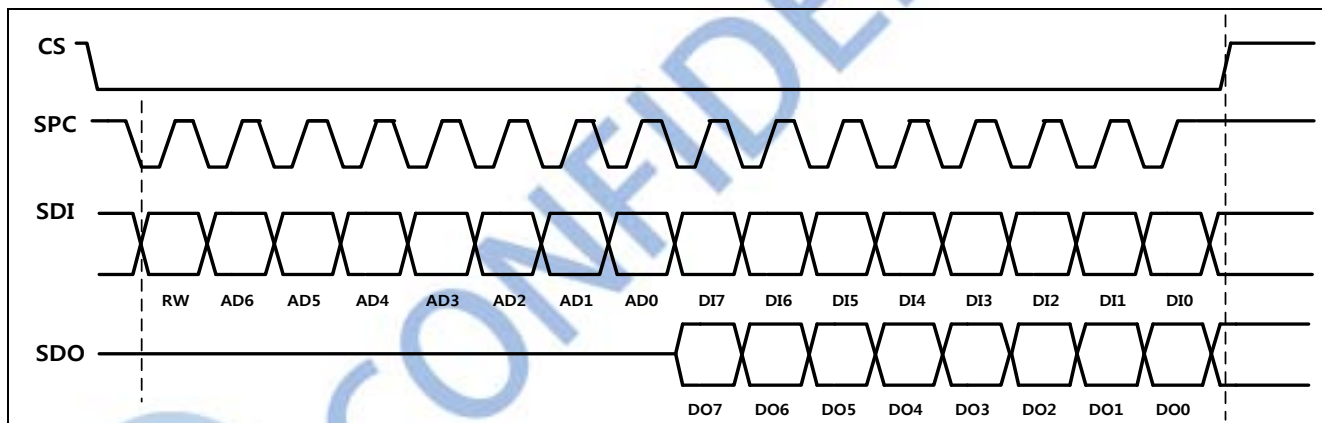 CS
SPC
SDI
RW AD6 AD5 AD4 AD3 AD2 AD1 AD0 DI7 DI6 DI5 DI4 DI3 DI2 DI1 DI0
SDO
DO7 DO6 DO5 DO4 DO3 DO2 DO1 DO0
CONFIDE